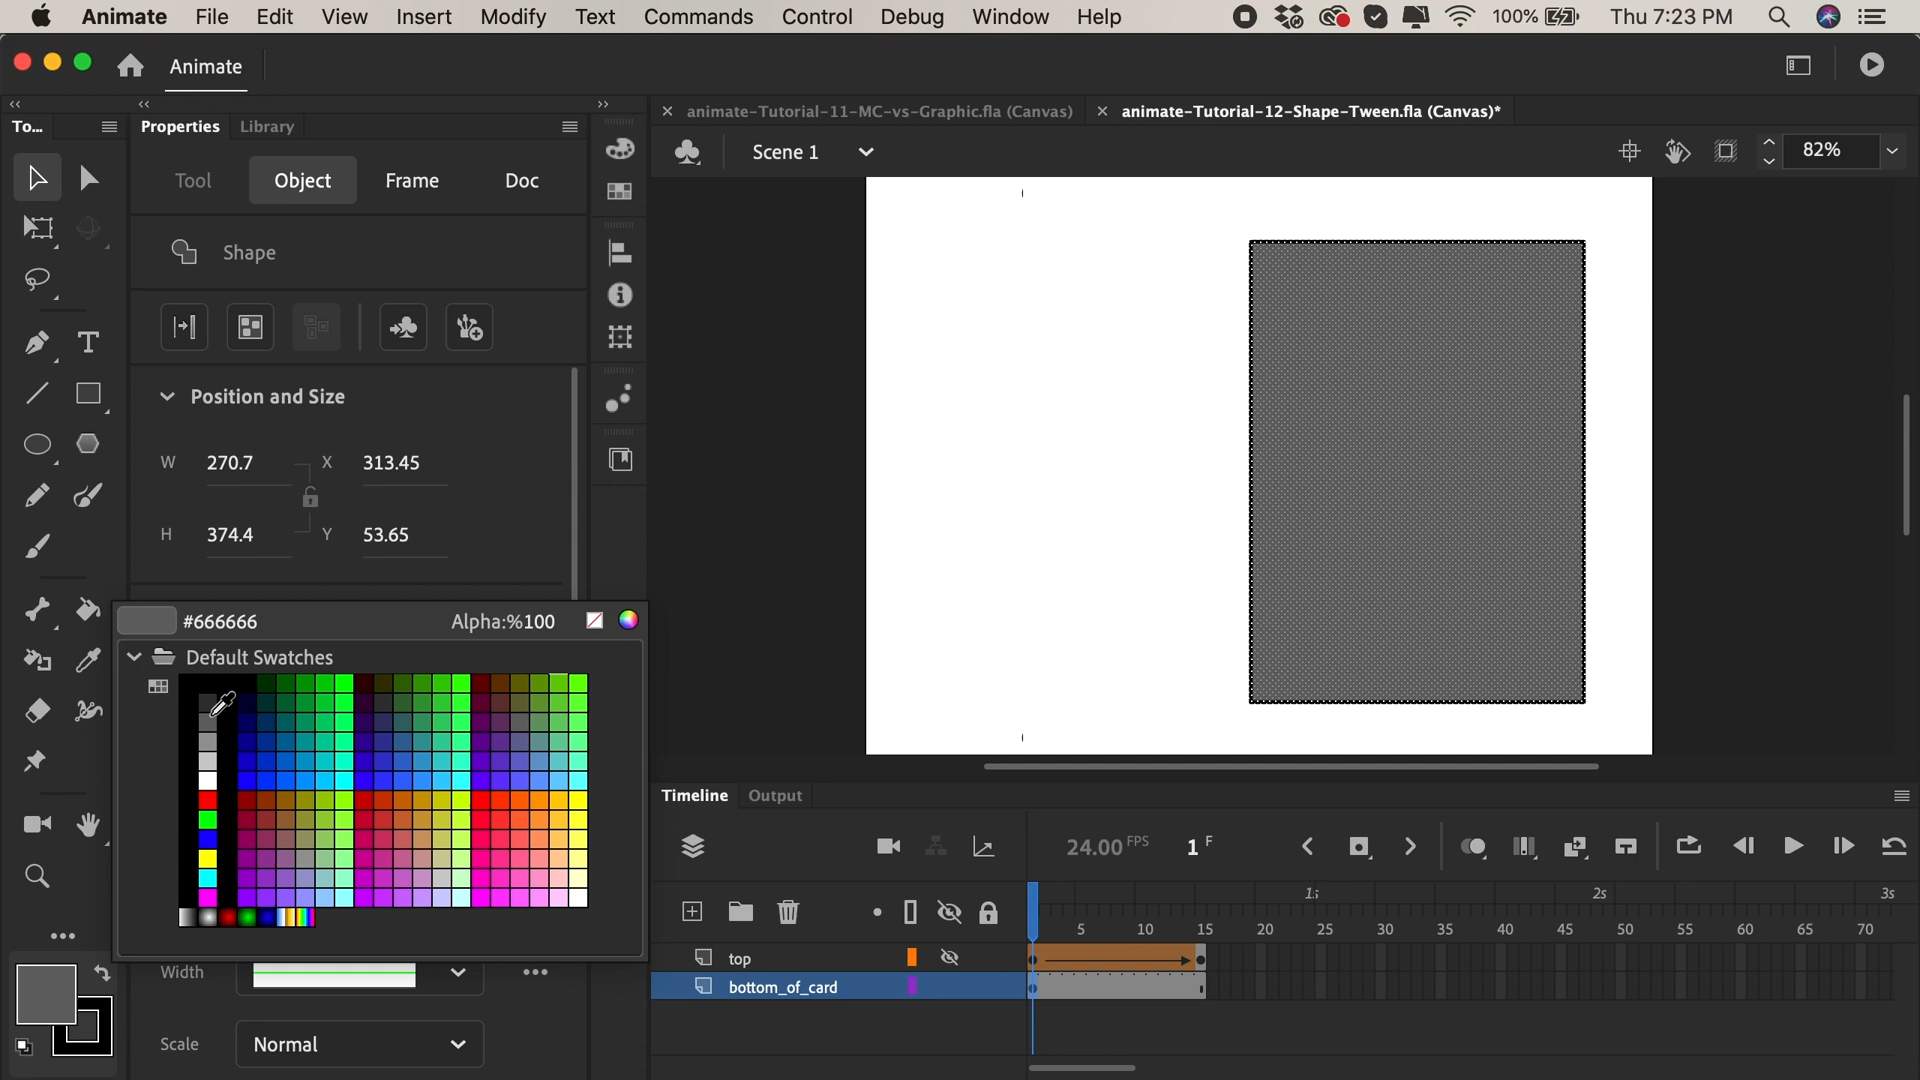 Animate File Edit View Insert Modify Text Commands Control Debug Window Help 100% Thu 7:23 PM
Animate
To...
Properties Library
animate-Tutorial-11-MC-vs-Graphic.fla (Canvas) animate-Tutorial-12-Shape-Tween.fla (Canvas)*
Scene 1 82%
Tool Object Frame Doc
Shape
Position and Size
W 270.7 X 313.45
H 374.4 Y 53.65
#666666 Alpha:%100
Default Swatches
Width
Scale Normal
Timeline Output
24.00 FPS 1 F
1s 2s 3s
5 10 15 20 25 30 35 40 45 50 55 60 65 70
top
bottom_of_card